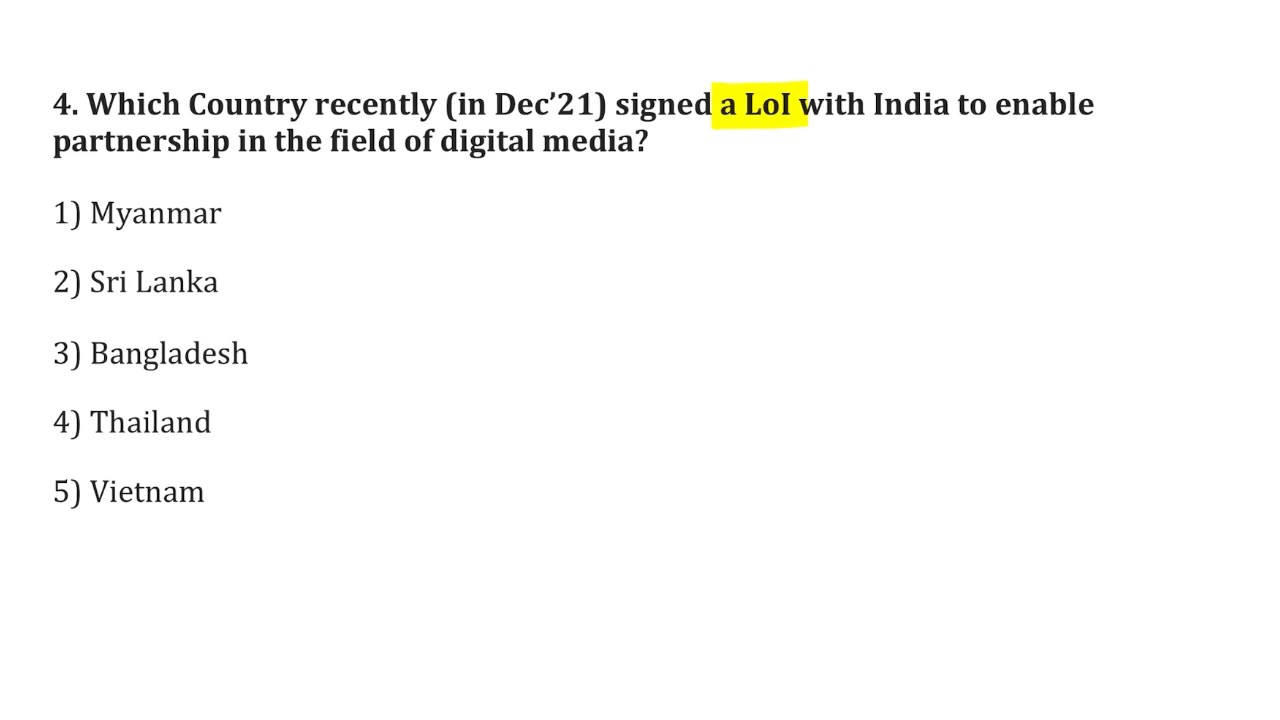 4. Which Country recently (in Dec’21) signed a LoI with India to enable
partnership in the field of digital media?
1) Myanmar
2) Sri Lanka
3) Bangladesh
4) Thailand
5) Vietnam